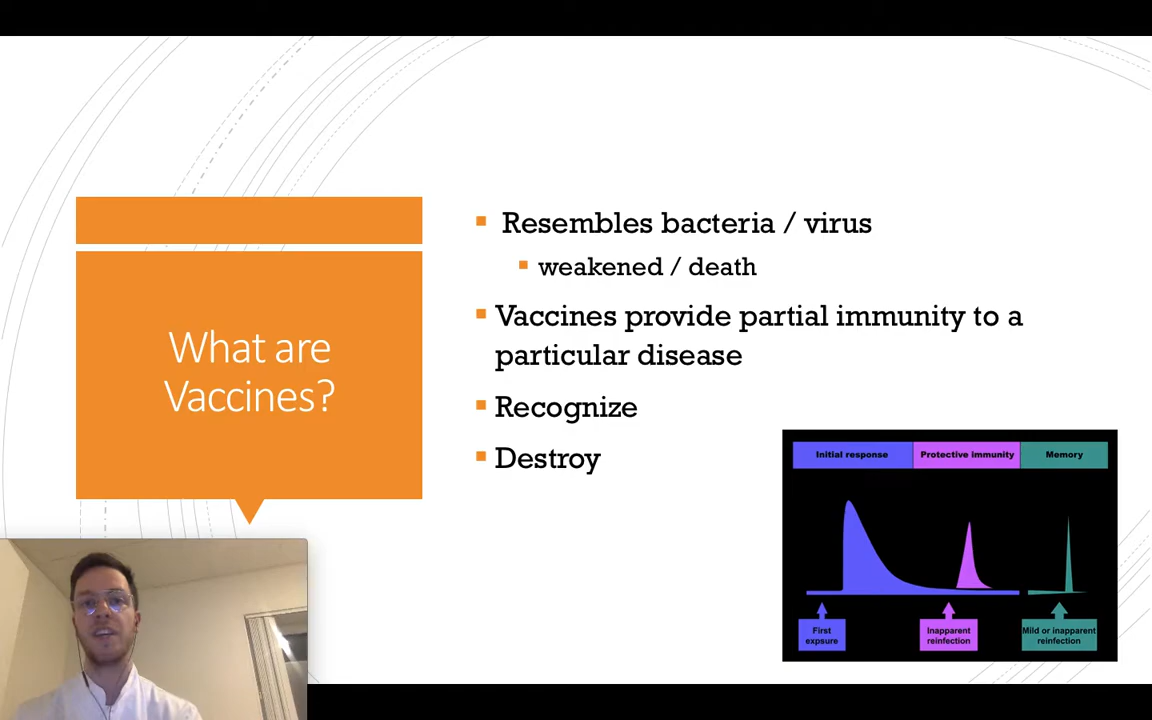 What are
Vaccines?
Resembles bacteria / virus
weakened / death
Vaccines provide partial immunity to a
particular disease
Recognize
Destroy
Initial response
Protective immunity
Memory
First
expsure
Inapparent
reinfection
Mild or inapparent
reinfection